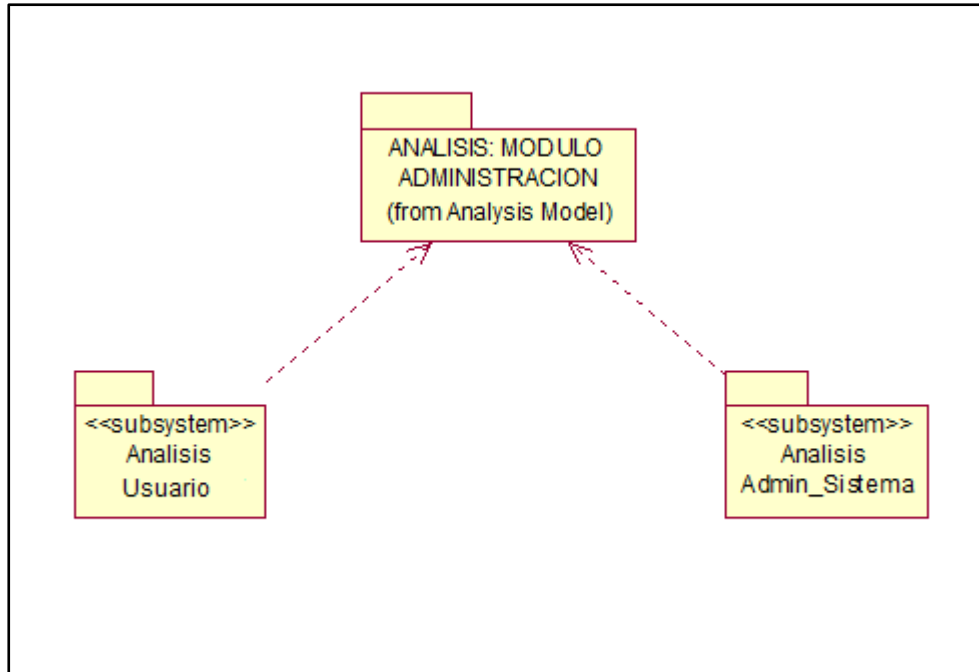 ANALISIS: MODULO
ADMINISTRACION
(from Analysis Model)
<<subsystem>>
Analisis
Usuario
<<subsystem>>
Analisis
Admin_Sistema